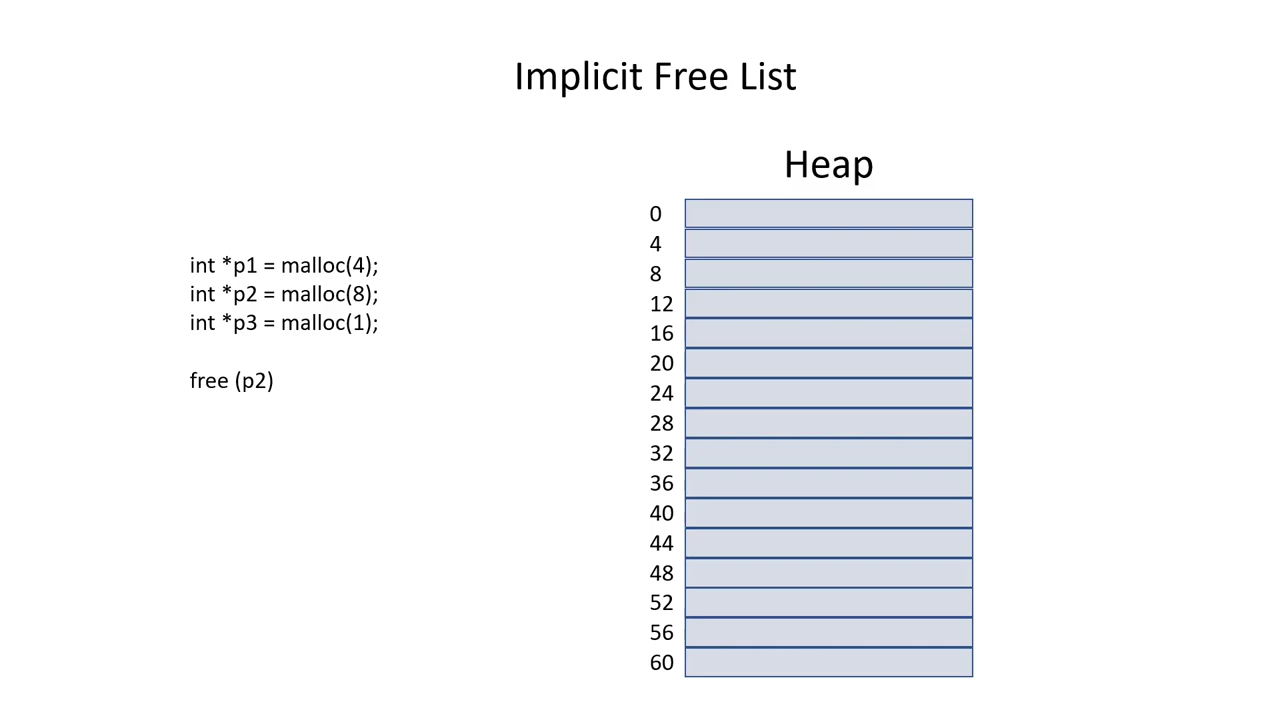 Implicit Free List
Heap
int *p1 = malloc(4);
int *p2 = malloc(8);
int *p3 = malloc(1);
free (p2)
0
4
8
12
16
20
24
28
32
36
40
44
48
52
56
60